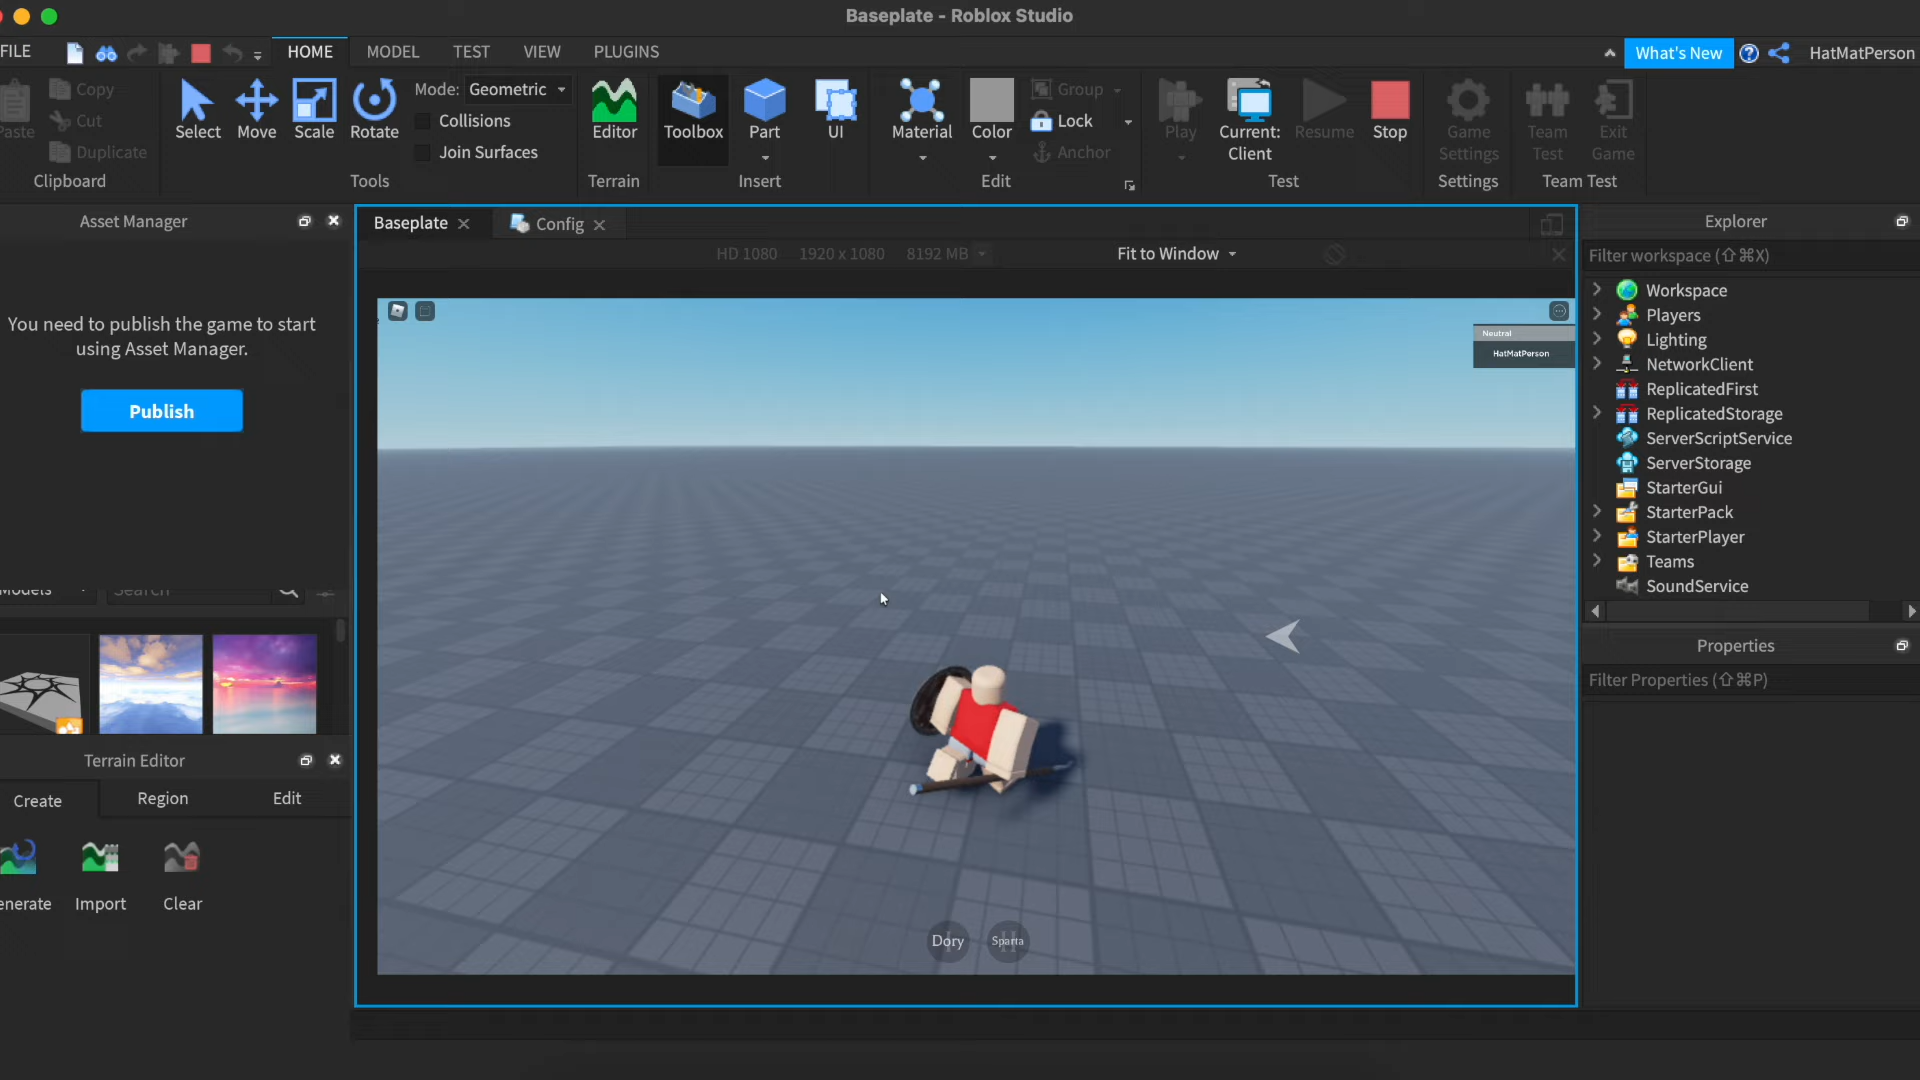 Baseplate - Roblox Studio
FILE
HOME
MODEL
TEST
VIEW
PLUGINS
What's New
HatMatPerson
Paste
Copy
Cut
Duplicate
Clipboard
Select
Move
Scale
Rotate
Mode: Geometric
Collisions
Join Surfaces
Tools
Editor
Terrain
Toolbox
Part
UI
Insert
Material
Color
Group
Lock
Anchor
Edit
Play
Current:
Client
Resume
Stop
Test
Game
Settings
Settings
Team
Test
Exit
Game
Team Test
Asset Manager
You need to publish the game to start
using Asset Manager.
Publish
Models
Search
Terrain Editor
Create
Region
Edit
enerate
Import
Clear
Baseplate
Config
HD 1080 1920 x 1080 8192 MB
Fit to Window
Neutral
HatMatPerson
Dory
Sparta
Explorer
Filter workspace (⇧⌘X)
Workspace
Players
Lighting
NetworkClient
ReplicatedFirst
ReplicatedStorage
ServerScriptService
ServerStorage
StarterGui
StarterPack
StarterPlayer
Teams
SoundService
Properties
Filter Properties (⇧⌘P)